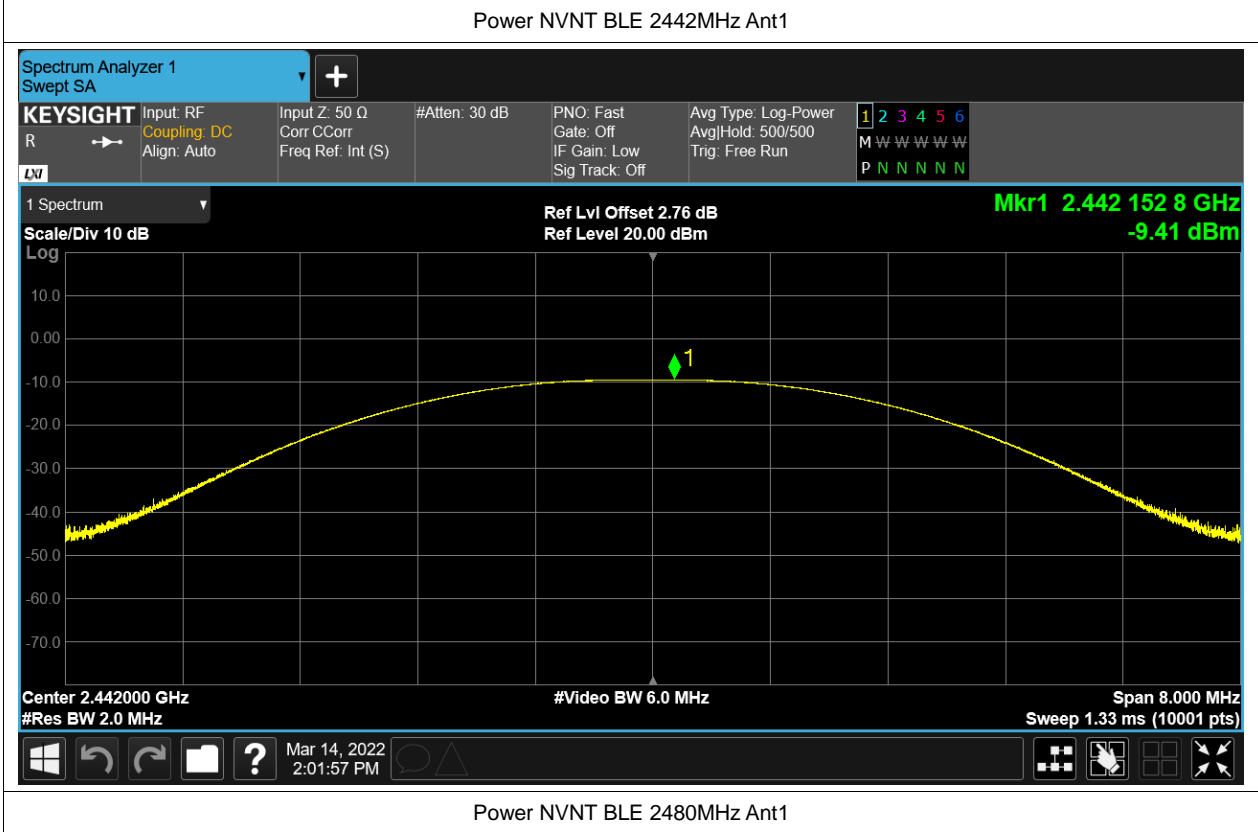 Power NVNT BLE 2442MHz Ant1
Spectrum Analyzer 1
Swept SA
KEYSIGHT
R
LXI
Input: RF
Coupling: DC
Align: Auto
Input Z: 50 Ω
Corr CCorr
Freq Ref: Int (S)
#Atten: 30 dB
PNO: Fast
Gate: Off
IF Gain: Low
Sig Track: Off
Avg Type: Log-Power
Avg|Hold: 500/500
Trig: Free Run
1 2 3 4 5 6
M W W W W W
P N N N N N
1 Spectrum
Scale/Div 10 dB
Ref Lvl Offset 2.76 dB
Ref Level 20.00 dBm
Mkr1 2.442 152 8 GHz
-9.41 dBm
Log
10.0
0.00
-10.0
-20.0
-30.0
-40.0
-50.0
-60.0
-70.0
1
Center 2.442000 GHz
#Res BW 2.0 MHz
#Video BW 6.0 MHz
Span 8.000 MHz
Sweep 1.33 ms (10001 pts)
?
Mar 14, 2022
2:01:57 PM
Power NVNT BLE 2480MHz Ant1